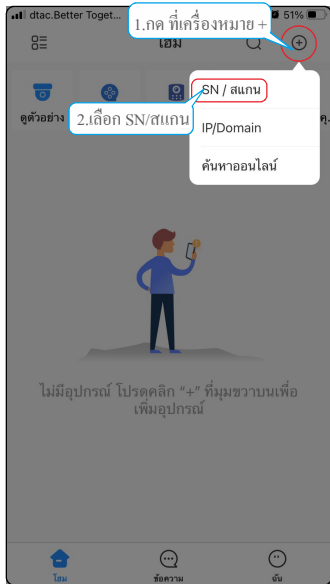 dtac.Better Toget... 51%
1.กด ที่เครื่องหมาย +
โฮม
SN / สแกน
ดูตัวอย่าง
2.เลือก SN/สแกน
IP/Domain
ค้นหาออนไลน์
ไม่มีอุปกรณ์ โปรดคลิก "+" ที่มุมขวาบนเพื่อ
เพิ่มอุปกรณ์
โฮม ข้อความ ฉัน